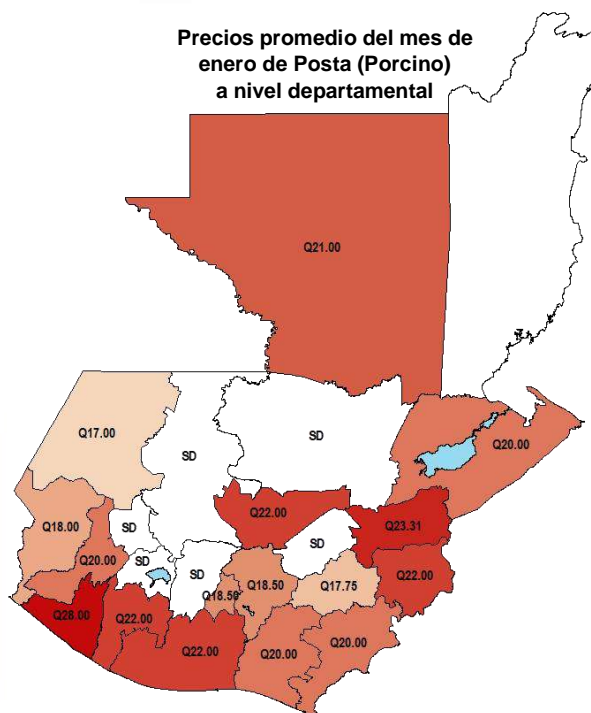 Precios promedio del mes de
enero de Posta (Porcino)
a nivel departamental
Q21.00
Q17.00
SD
SD
Q20.00
Q18.00
SD
Q22.00
Q23.31
Q20.00
SD
SD
SD
Q18.50
Q18.50
Q17.75
Q22.00
Q28.00
Q22.00
Q22.00
Q20.00
Q20.00